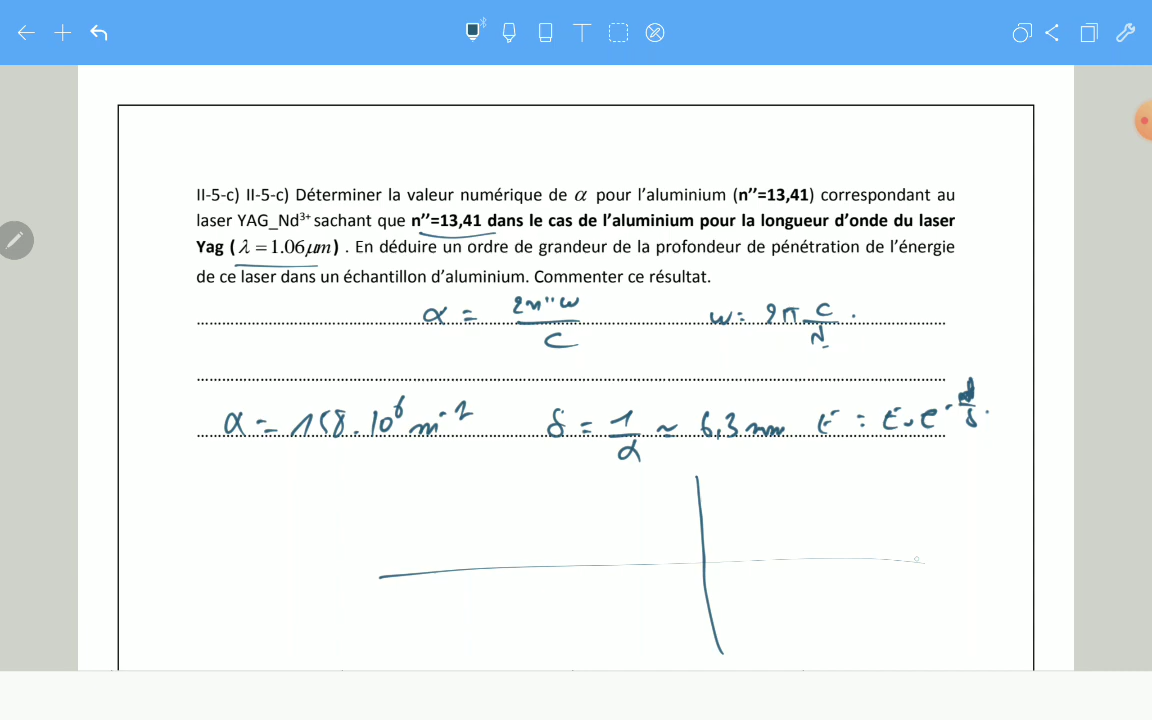 II-5-c) II-5-c) Déterminer la valeur numérique de α pour l'aluminium (n''=13,41) correspondant au
laser YAG_Nd³⁺ sachant que n''=13,41 dans le cas de l'aluminium pour la longueur d'onde du laser
Yag ( λ = 1.06 μm ) . En déduire un ordre de grandeur de la profondeur de pénétration de l'énergie
de ce laser dans un échantillon d'aluminium. Commenter ce résultat.
α = 2n''ω / C ω = 2π C / λ .
α = 158. 10⁶ m⁻¹ δ = 1 / α ≃ 6,3 nm